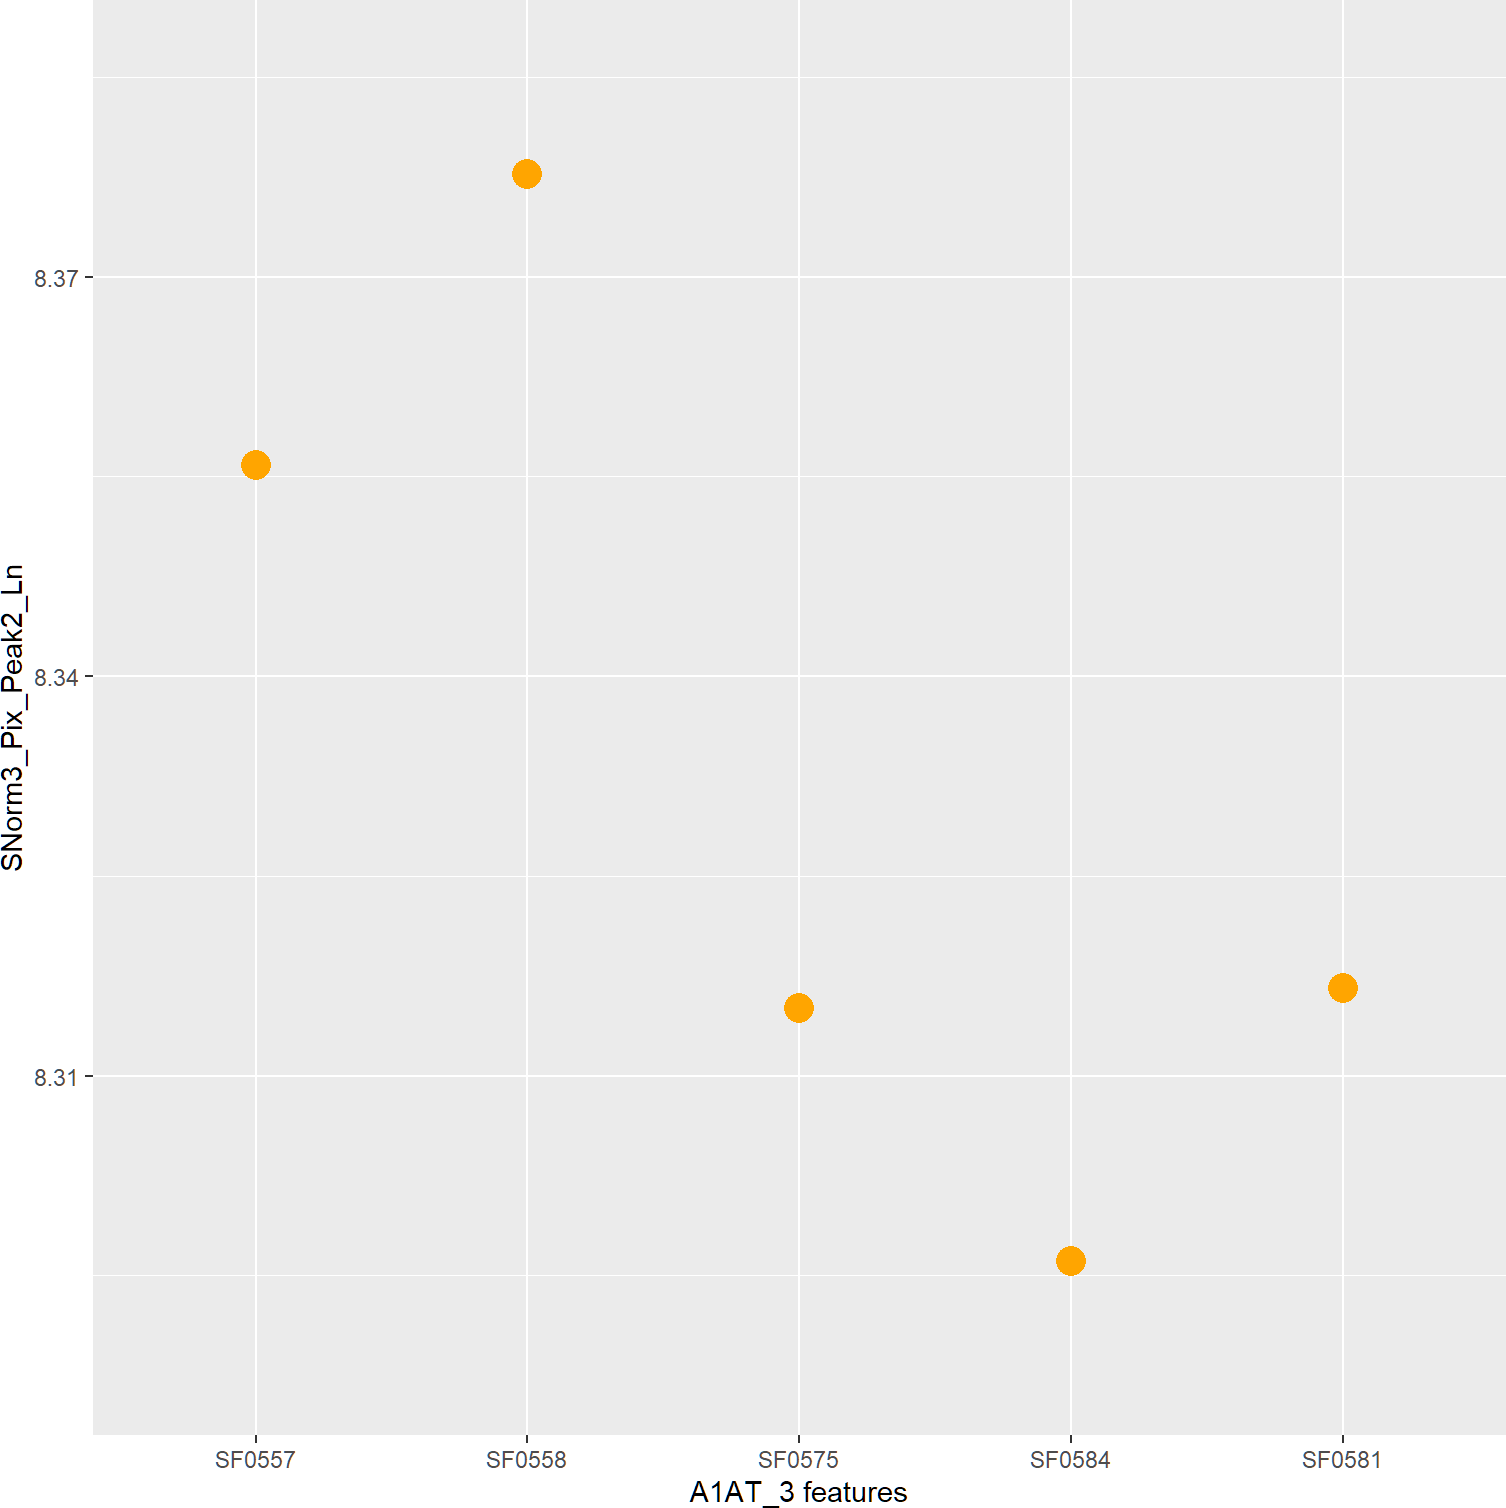 SNorm3_Pix_Peak2_Ln
8.37
8.34
8.31
SF0557 SF0558 SF0575 SF0584 SF0581
A1AT_3 features